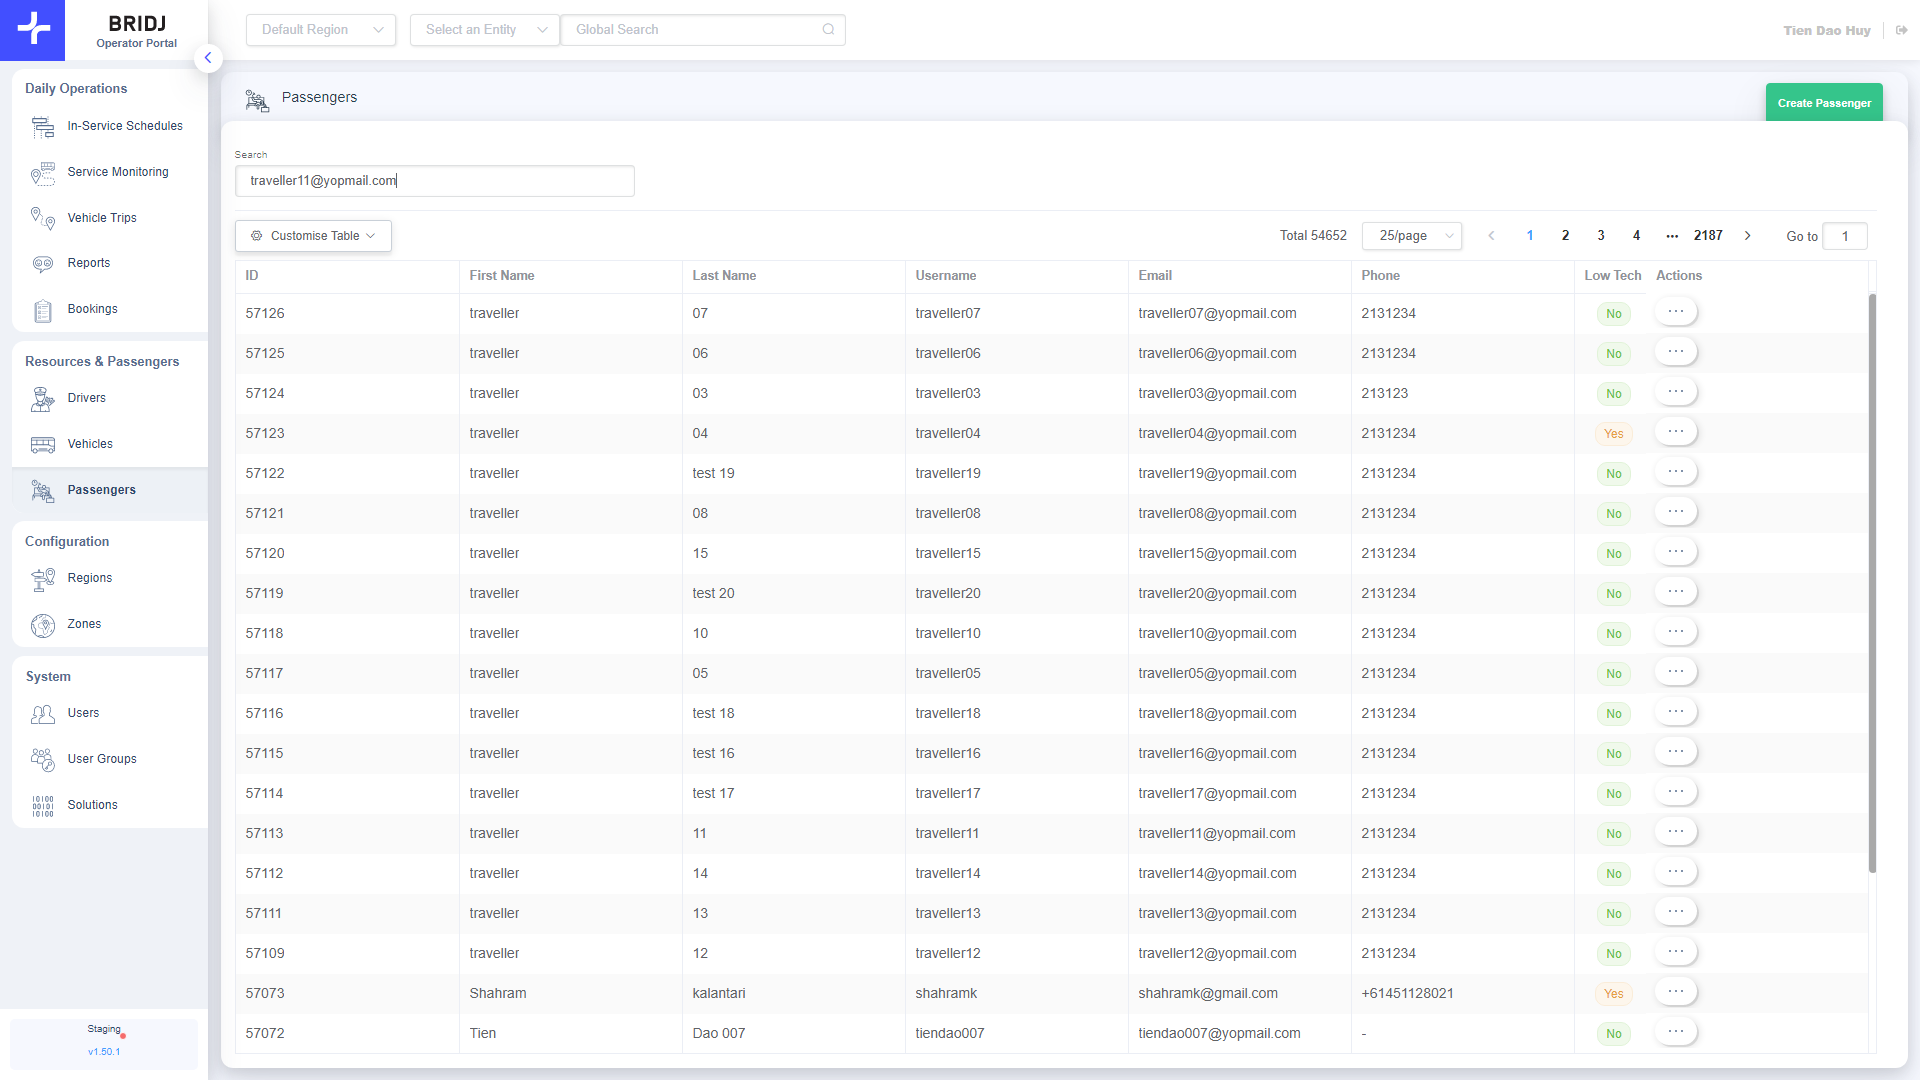 BRIDJ
Operator Portal
Default Region
Select an Entity
Global Search
Tien Dao Huy
Daily Operations
In-Service Schedules
Service Monitoring
Vehicle Trips
Reports
Bookings
Resources & Passengers
Drivers
Vehicles
Passengers
Configuration
Regions
Zones
System
Users
User Groups
Solutions
Staging
v1.50.1
Passengers
Create Passenger
Search
traveller11@yopmail.com
Customise Table
Total 54652 25/page 1 2 3 4 ••• 2187 Go to 1
ID First Name Last Name Username Email Phone Low Tech Actions
57126 traveller 07 traveller07 traveller07@yopmail.com 2131234 No ...
57125 traveller 06 traveller06 traveller06@yopmail.com 2131234 No ...
57124 traveller 03 traveller03 traveller03@yopmail.com 213123 No ...
57123 traveller 04 traveller04 traveller04@yopmail.com 2131234 Yes ...
57122 traveller test 19 traveller19 traveller19@yopmail.com 2131234 No ...
57121 traveller 08 traveller08 traveller08@yopmail.com 2131234 No ...
57120 traveller 15 traveller15 traveller15@yopmail.com 2131234 No ...
57119 traveller test 20 traveller20 traveller20@yopmail.com 2131234 No ...
57118 traveller 10 traveller10 traveller10@yopmail.com 2131234 No ...
57117 traveller 05 traveller05 traveller05@yopmail.com 2131234 No ...
57116 traveller test 18 traveller18 traveller18@yopmail.com 2131234 No ...
57115 traveller test 16 traveller16 traveller16@yopmail.com 2131234 No ...
57114 traveller test 17 traveller17 traveller17@yopmail.com 2131234 No ...
57113 traveller 11 traveller11 traveller11@yopmail.com 2131234 No ...
57112 traveller 14 traveller14 traveller14@yopmail.com 2131234 No ...
57111 traveller 13 traveller13 traveller13@yopmail.com 2131234 No ...
57109 traveller 12 traveller12 traveller12@yopmail.com 2131234 No ...
57073 Shahram kalantari shahramk shahramk@gmail.com +61451128021 Yes ...
57072 Tien Dao 007 tiendao007 tiendao007@yopmail.com - No ...